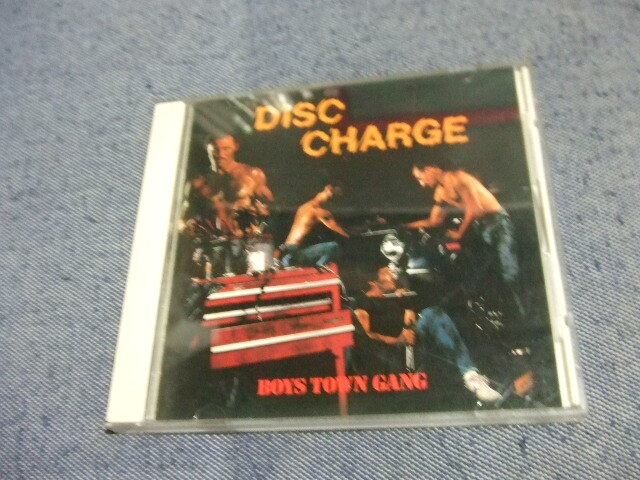 DISC
CHARGE
BOYS TOWN GANG